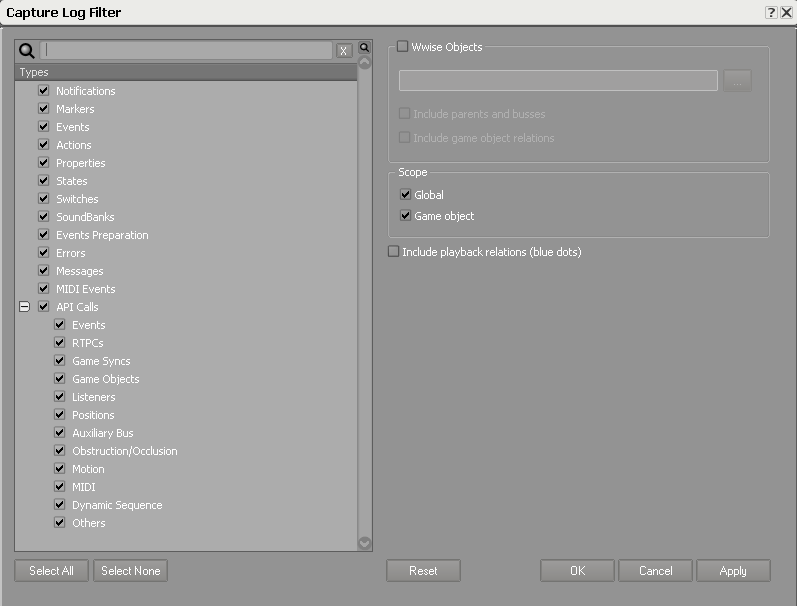 Capture Log Filter
?
X
Types
Notifications
Markers
Events
Actions
Properties
States
Switches
SoundBanks
Events Preparation
Errors
Messages
MIDI Events
API Calls
Events
RTPCs
Game Syncs
Game Objects
Listeners
Positions
Auxiliary Bus
Obstruction/Occlusion
Motion
MIDI
Dynamic Sequence
Others
Select All
Select None
Wwise Objects
...
Include parents and busses
Include game object relations
Scope
Global
Game object
Include playback relations (blue dots)
Reset
OK
Cancel
Apply